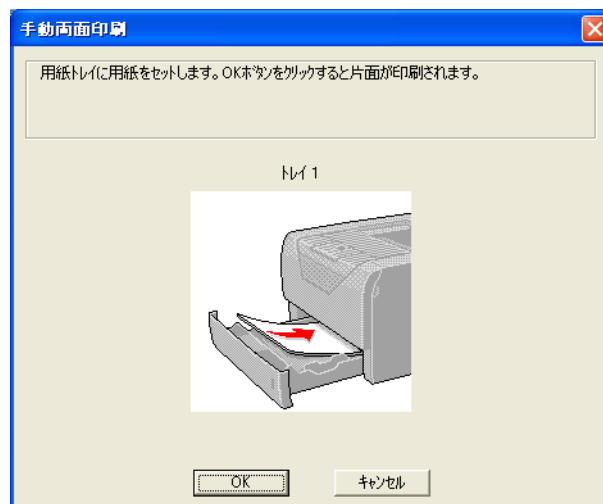 手動両面印刷
用紙ﾄﾚｲに用紙をｾｯﾄします。OKﾎﾞﾀﾝをｸﾘｯｸすると片面が印刷されます。
ﾄﾚｲ 1
OK
ｷｬﾝｾﾙ